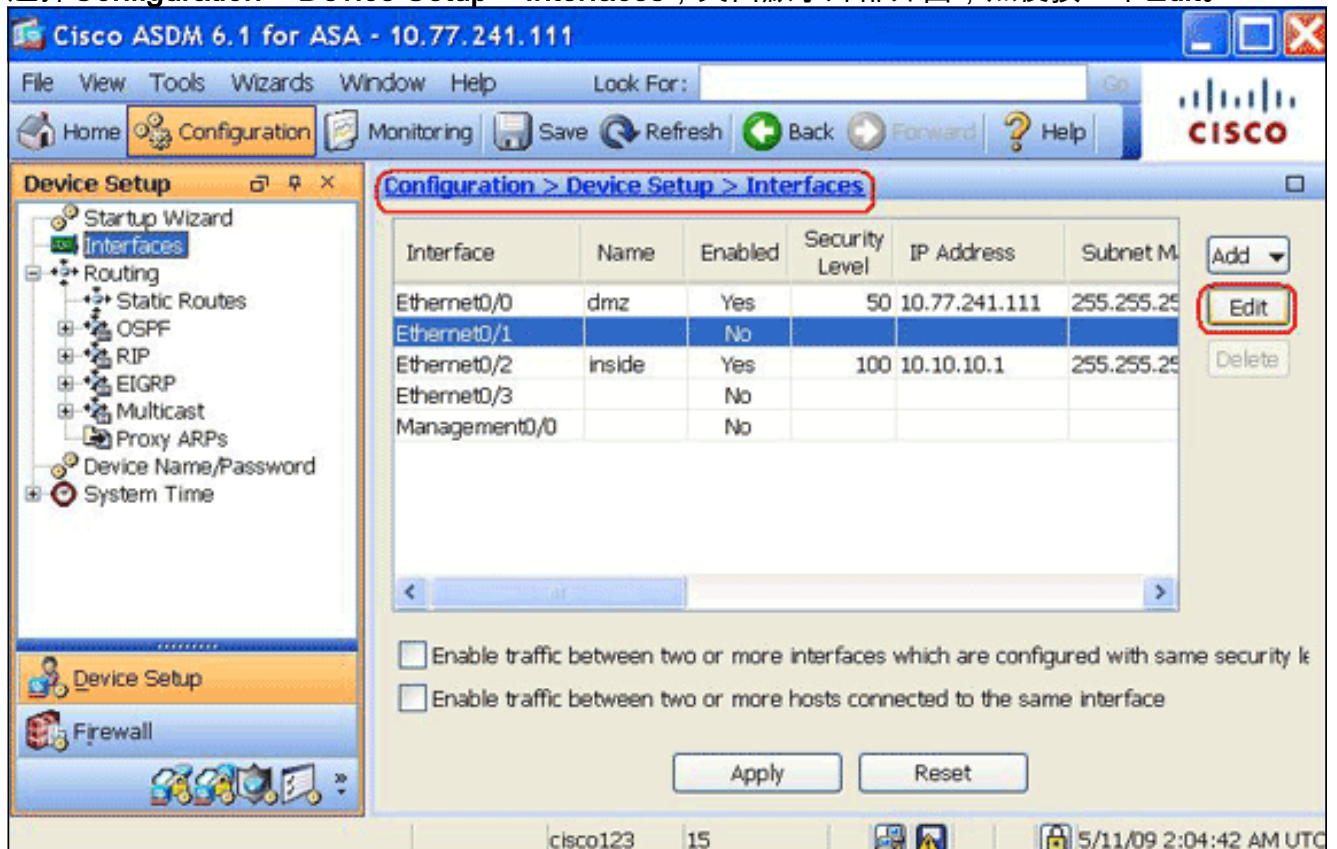 Cisco ASDM 6.1 for ASA - 10.77.241.111
File View Tools Wizards Window Help Look For: Go
Home Configuration Monitoring Save Refresh Back Forward Help
CISCO
Device Setup
Startup Wizard
Interfaces
Routing
Static Routes
OSPF
RIP
EIGRP
Multicast
Proxy ARPs
Device Name/Password
System Time
Device Setup
Firewall
Configuration > Device Setup > Interfaces
Interface Name Enabled Security Level IP Address Subnet M
Ethernet0/0 dmz Yes 50 10.77.241.111 255.255.25
Ethernet0/1 No
Ethernet0/2 inside Yes 100 10.10.10.1 255.255.25
Ethernet0/3 No
Management0/0 No
Add
Edit
Delete
Enable traffic between two or more interfaces which are configured with same security le
Enable traffic between two or more hosts connected to the same interface
Apply Reset
cisco123 15 5/11/09 2:04:42 AM UTC